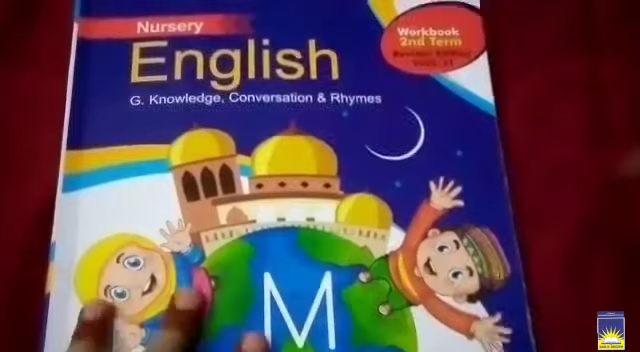 Nursery
English
G. Knowledge, Conversation & Rhymes
Workbook
2nd Term
M